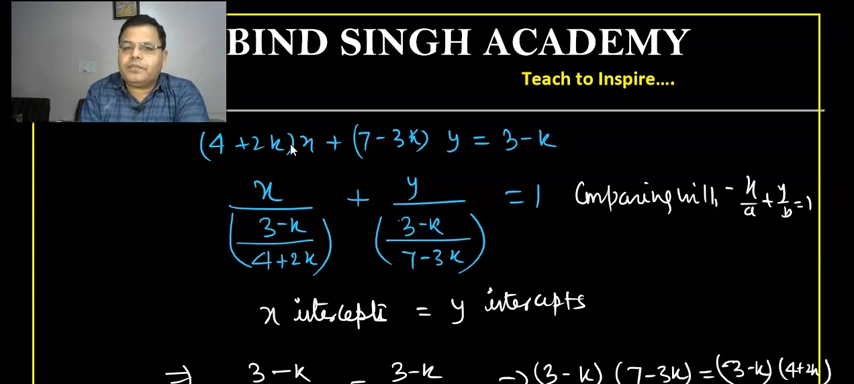 BIND SINGH ACADEMY
Teach to Inspire....
(4+2k)x + (7-3k) y = 3-k
x/((3-k)/(4+2k)) + y/((3-k)/(7-3k)) = 1 Comparing with - x/a + y/b = 1
x intercepts = y intercepts
⇒ 3-k = 3-k ⇒ (3-k) (7-3k) = (3-k) (4+2k)